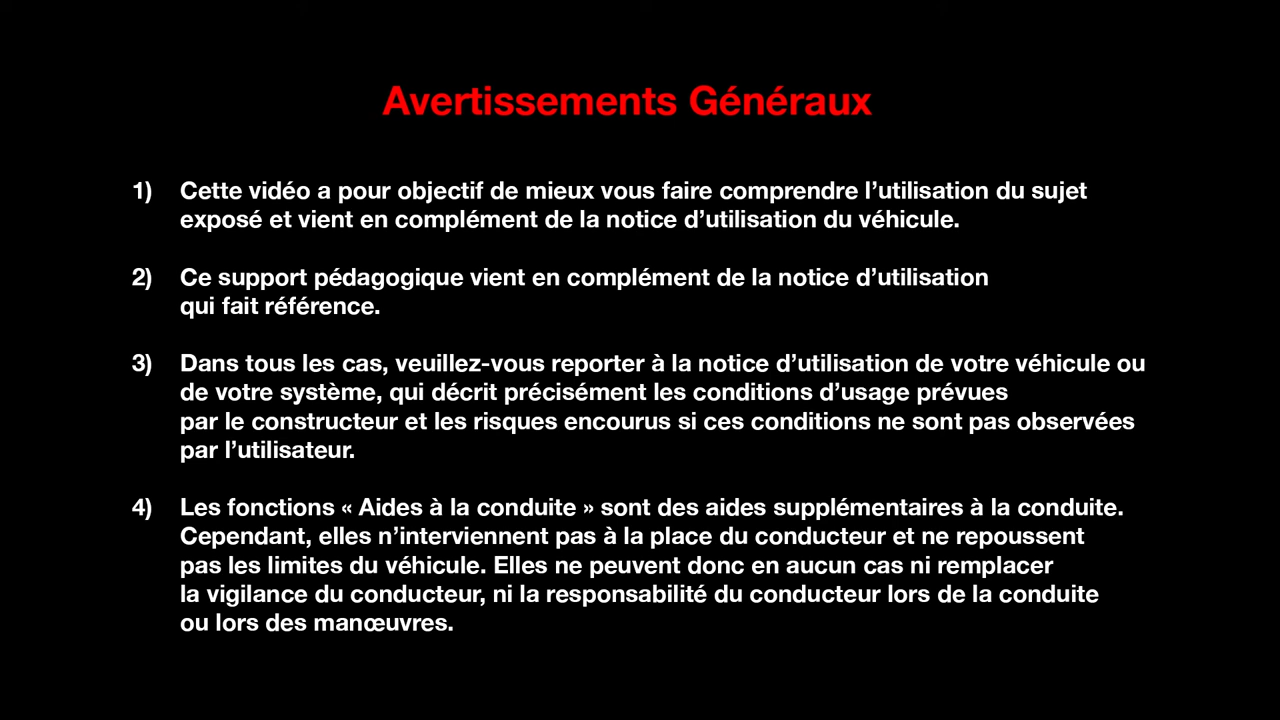 Avertissements Généraux
1) Cette vidéo a pour objectif de mieux vous faire comprendre l’utilisation du sujet
exposé et vient en complément de la notice d’utilisation du véhicule.
2) Ce support pédagogique vient en complément de la notice d’utilisation
qui fait référence.
3) Dans tous les cas, veuillez-vous reporter à la notice d’utilisation de votre véhicule ou
de votre système, qui décrit précisément les conditions d’usage prévues
par le constructeur et les risques encourus si ces conditions ne sont pas observées
par l’utilisateur.
4) Les fonctions « Aides à la conduite » sont des aides supplémentaires à la conduite.
Cependant, elles n’interviennent pas à la place du conducteur et ne repoussent
pas les limites du véhicule. Elles ne peuvent donc en aucun cas ni remplacer
la vigilance du conducteur, ni la responsabilité du conducteur lors de la conduite
ou lors des manœuvres.